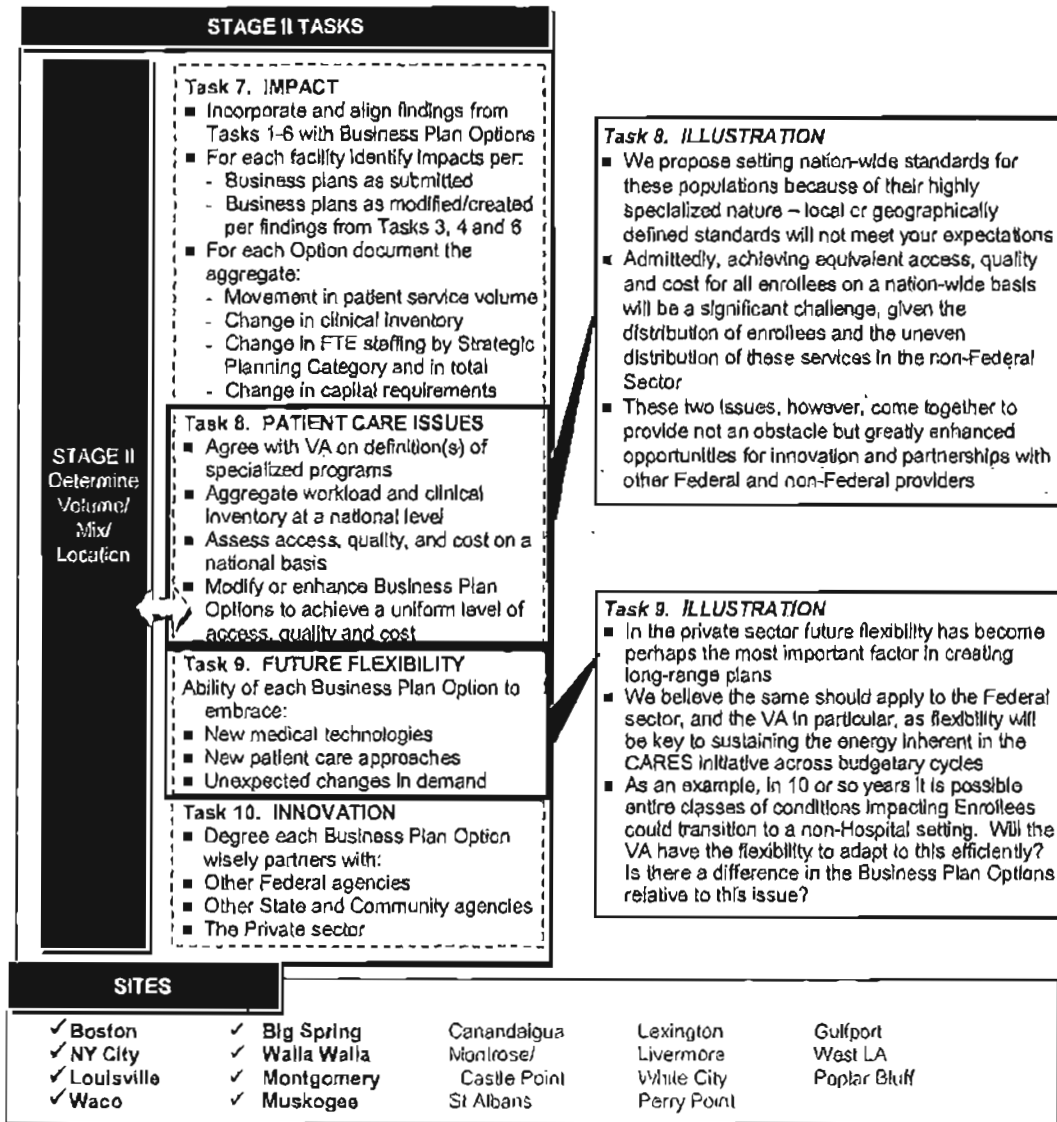 STAGE II TASKS
STAGE II
Determine
Volume/
Mix/
Location
Task 7. IMPACT
■ Incorporate and align findings from
Tasks 1-6 with Business Plan Options
■ For each facility identify impacts per:
- Business plans as submitted
- Business plans as modified/created
per findings from Tasks 3, 4 and 6
■ For each Option document the
aggregate:
- Movement in patient service volume
- Change in clinical inventory
- Change in FTE staffing by Strategic
Planning Category and in total
- Change in capital requirements
Task 8. PATIENT CARE ISSUES
■ Agree with VA on definition(s) of
specialized programs
■ Aggregate workload and clinical
inventory at a national level
■ Assess access, quality, and cost on a
national basis
■ Modify or enhance Business Plan
Options to achieve a uniform level of
access, quality and cost
Task 9. FUTURE FLEXIBILITY
Ability of each Business Plan Option to
embrace:
■ New medical technologies
■ New patient care approaches
■ Unexpected changes in demand
Task 10. INNOVATION
■ Degree each Business Plan Option
wisely partners with:
■ Other Federal agencies
■ Other State and Community agencies
■ The Private sector
Task 8. ILLUSTRATION
■ We propose setting nation-wide standards for
these populations because of their highly
specialized nature – local or geographically
defined standards will not meet your expectations
■ Admittedly, achieving equivalent access, quality
and cost for all enrollees on a nation-wide basis
will be a significant challenge, given the
distribution of enrollees and the uneven
distribution of these services in the non-Federal
Sector
■ These two issues, however, come together to
provide not an obstacle but greatly enhanced
opportunities for innovation and partnerships with
other Federal and non-Federal providers
Task 9. ILLUSTRATION
■ In the private sector future flexibility has become
perhaps the most important factor in creating
long-range plans
■ We believe the same should apply to the Federal
sector, and the VA in particular, as flexibility will
be key to sustaining the energy inherent in the
CARES initiative across budgetary cycles
■ As an example, in 10 or so years it is possible
entire classes of conditions impacting Enrollees
could transition to a non-Hospital setting. Will the
VA have the flexibility to adapt to this efficiently?
Is there a difference in the Business Plan Options
relative to this issue?
SITES
✓ Boston
✓ NY City
✓ Louisville
✓ Waco
✓ Big Spring
✓ Walla Walla
✓ Montgomery
✓ Muskogee
Canandaigua
Montrose/
Castle Point
St Albans
Lexington
Livermore
White City
Perry Point
Gulfport
West LA
Poplar Bluff